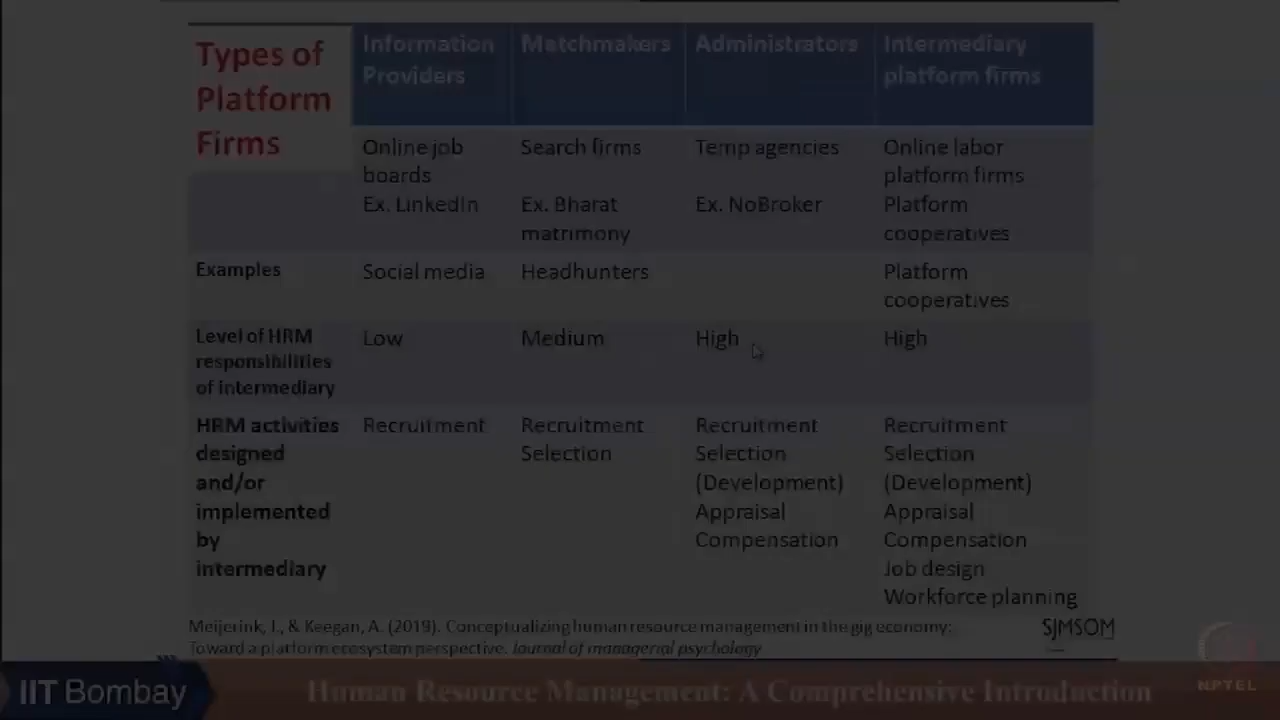 Types of
Platform
Firms
Information
Providers
Matchmakers
Administrators
Intermediary
platform firms
Online job
boards
Ex. LinkedIn
Search firms
Ex. Bharat
matrimony
Temp agencies
Ex. NoBroker
Online labor
platform firms
Platform
cooperatives
Examples
Social media
Headhunters
Platform
cooperatives
Level of HRM
responsibilities
of intermediary
Low
Medium
High
High
HRM activities
designed
and/or
implemented
by
intermediary
Recruitment
Recruitment
Selection
Recruitment
Selection
(Development)
Appraisal
Compensation
Recruitment
Selection
(Development)
Appraisal
Compensation
Job design
Workforce planning
Meijerink, J., & Keegan, A. (2019). Conceptualizing human resource management in the gig economy:
Toward a platform ecosystem perspective. Journal of managerial psychology
SJMSOM
IIT Bombay
Human Resource Management: A Comprehensive Introduction
NPTEL